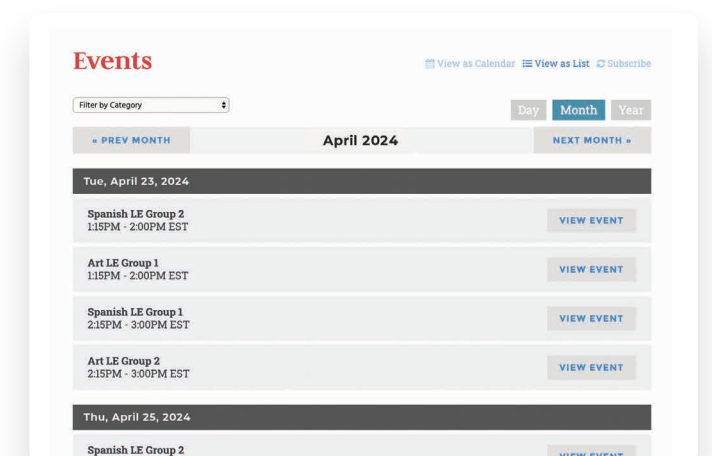 Events
View as Calendar View as List Subscribe
Filter by Category
Day Month Year
« PREV MONTH April 2024 NEXT MONTH »
Tue, April 23, 2024
Spanish LE Group 2
1:15PM - 2:00PM EST
VIEW EVENT
Art LE Group 1
1:15PM - 2:00PM EST
VIEW EVENT
Spanish LE Group 1
2:15PM - 3:00PM EST
VIEW EVENT
Art LE Group 2
2:15PM - 3:00PM EST
VIEW EVENT
Thu, April 25, 2024
Spanish LE Group 2
VIEW EVENT